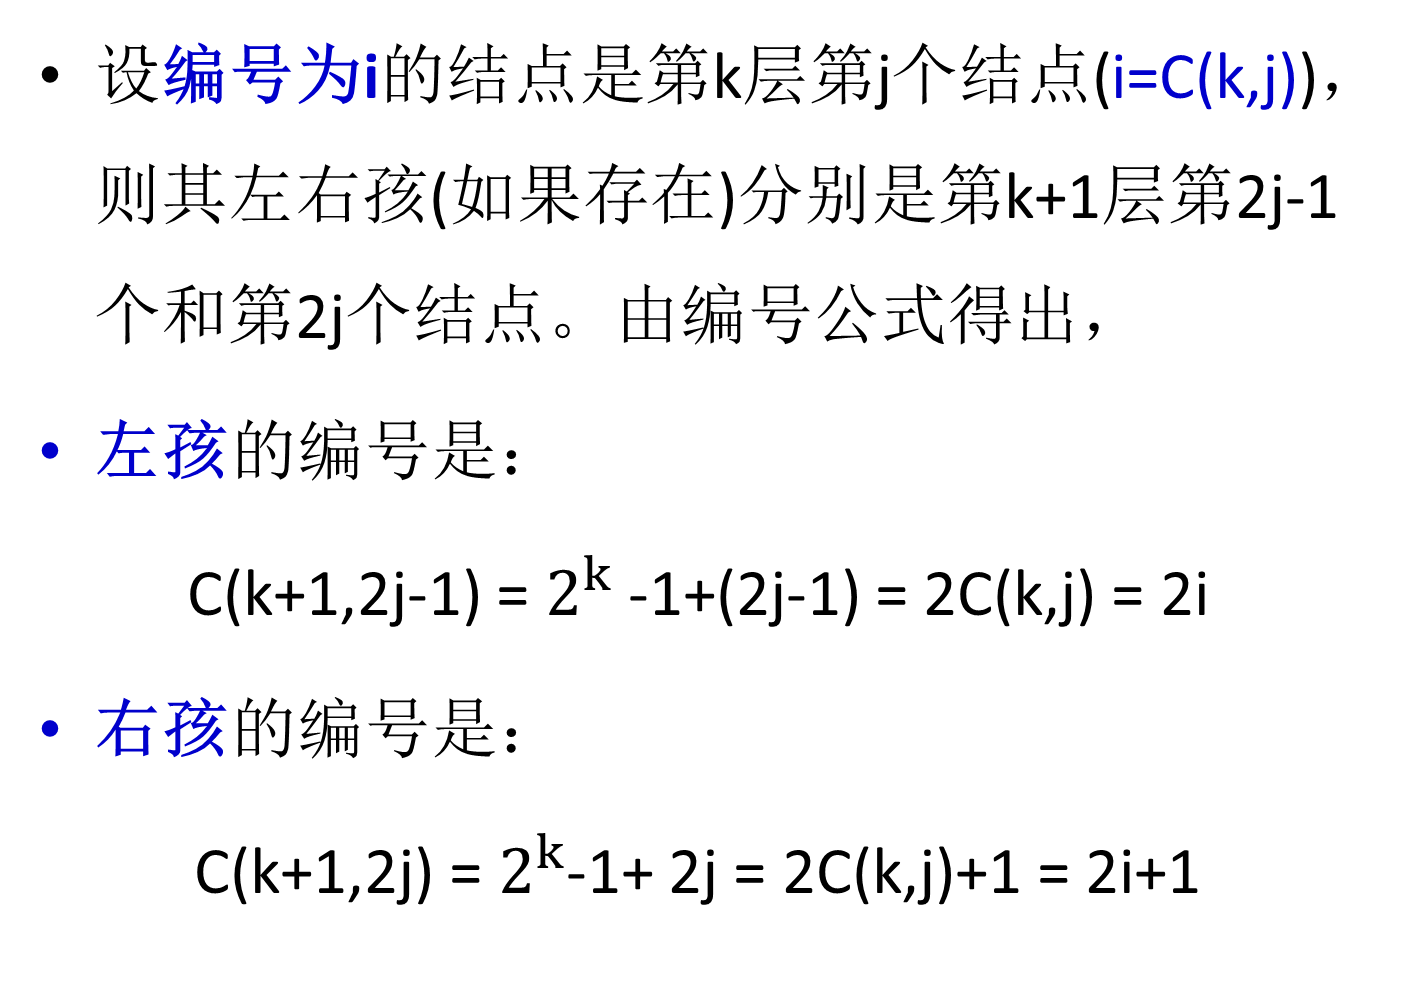 • 设编号为i的结点是第k层第j个结点(i=C(k,j))，
则其左右孩(如果存在)分别是第k+1层第2j-1
个和第2j个结点。由编号公式得出，
• 左孩的编号是：
C(k+1,2j-1) = 2^k -1+(2j-1) = 2C(k,j) = 2i
• 右孩的编号是：
C(k+1,2j) = 2^k-1+ 2j = 2C(k,j)+1 = 2i+1